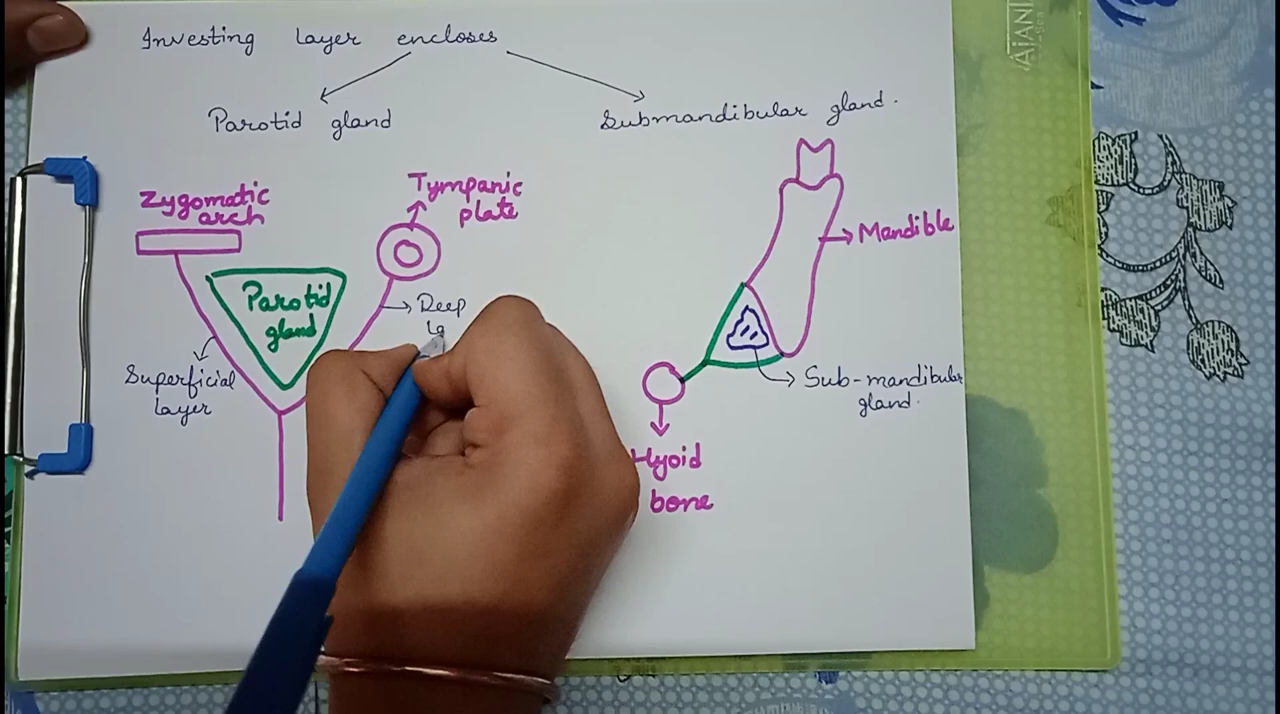 Investing layer encloses
Parotid gland
Submandibular gland.
Zygomatic
arch
Tympanic
plate
Parotid
gland
Deep
la
Superficial
layer
Mandible
Sub-mandibular
gland.
Hyoid
bone